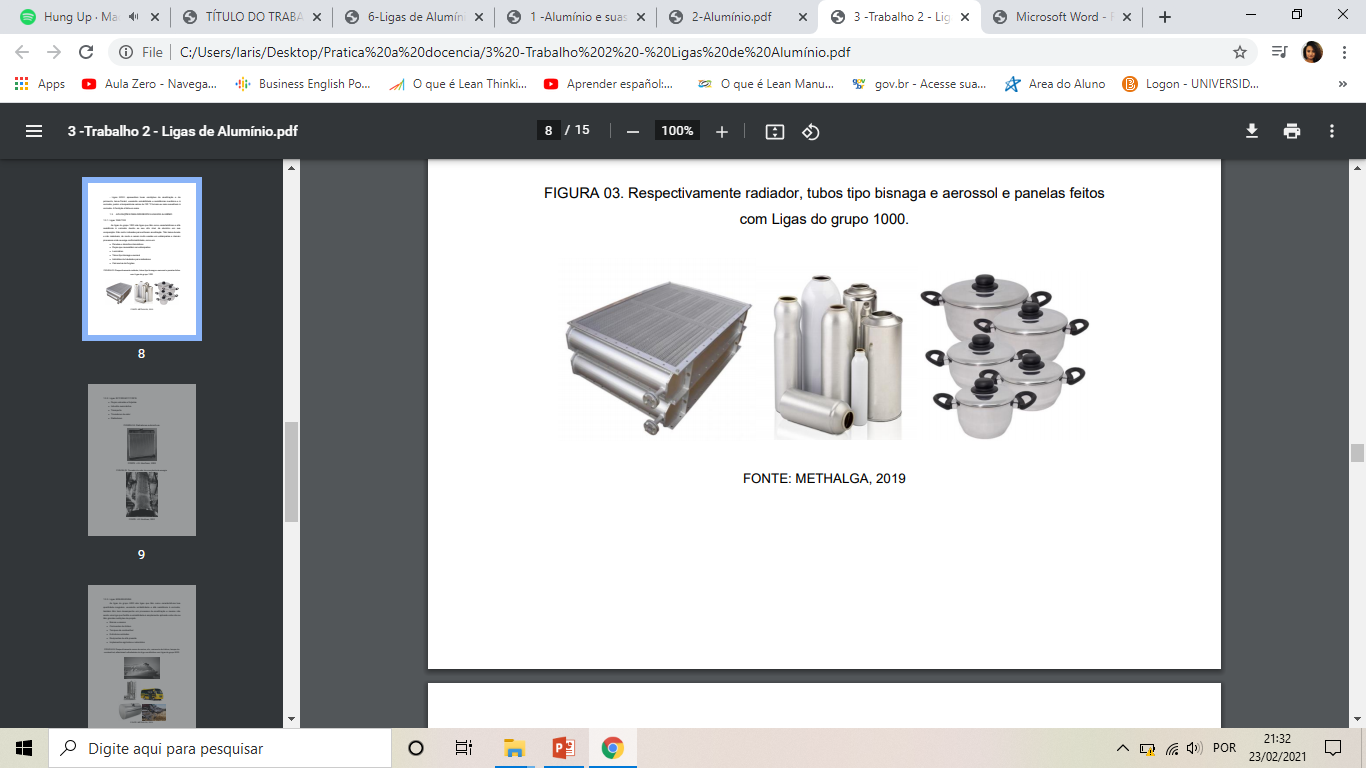 Hung Up · Ma
TÍTULO DO TRABA
6-Ligas de Alumín
1 -Alumínio e suas
2-Alumínio.pdf
3 -Trabalho 2 - Lig
Microsoft Word - F
File
C:/Users/laris/Desktop/Pratica%20a%20docencia/3%20-Trabalho%202%20-%20Ligas%20de%20Alumínio.pdf
Apps
Aula Zero - Navega...
Business English Po...
O que é Lean Thinki...
Aprender español:...
O que é Lean Manu...
gov.br - Acesse sua...
Area do Aluno
Logon - UNIVERSID...
»
3 -Trabalho 2 - Ligas de Alumínio.pdf
8 / 15
100%
8
9
FIGURA 03. Respectivamente radiador, tubos tipo bisnaga e aerossol e panelas feitos
com Ligas do grupo 1000.
FONTE: METHALGA, 2019
Digite aqui para pesquisar
POR
21:32
23/02/2021